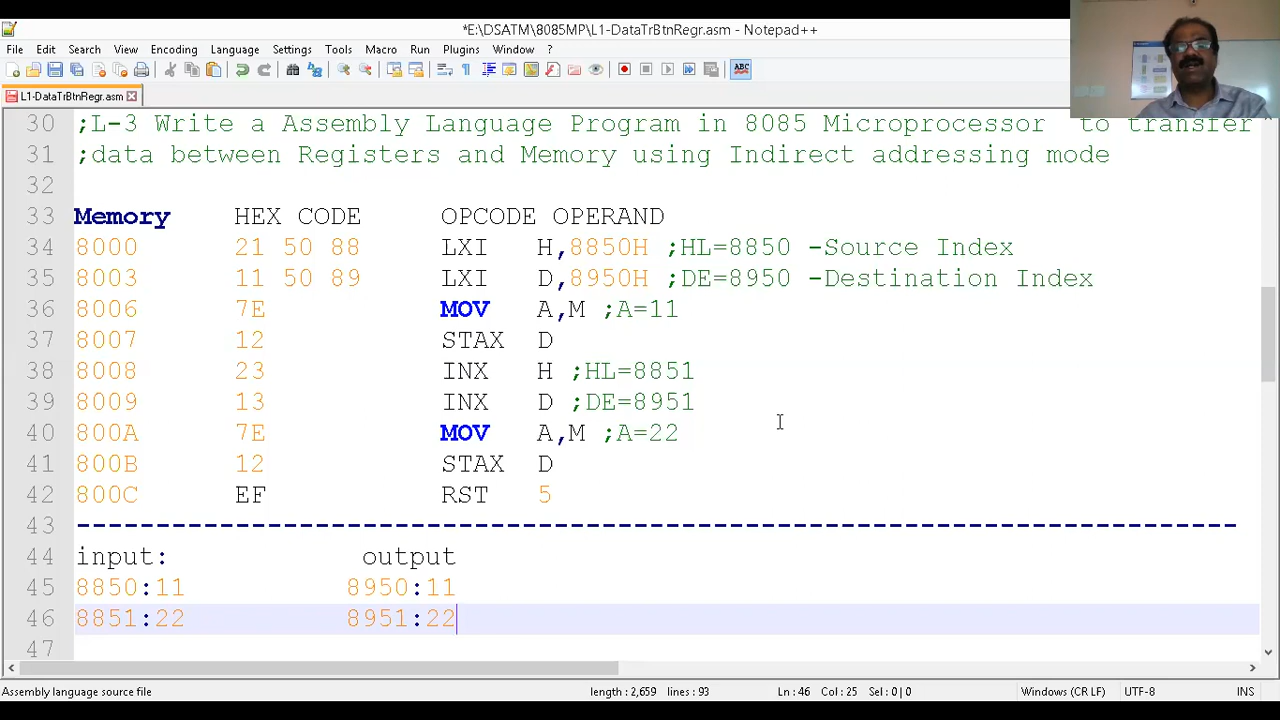 *E:\DSATM\8085MP\L1-DataTrBtnRegr.asm - Notepad++
File Edit Search View Encoding Language Settings Tools Macro Run Plugins Window ?
L1-DataTrBtnRegr.asm
30 ;L-3 Write a Assembly Language Program in 8085 Microprocessor to transfer
31 ;data between Registers and Memory using Indirect addressing mode
32
33 Memory HEX CODE OPCODE OPERAND
34 8000 21 50 88 LXI H,8850H ;HL=8850 -Source Index
35 8003 11 50 89 LXI D,8950H ;DE=8950 -Destination Index
36 8006 7E MOV A,M ;A=11
37 8007 12 STAX D
38 8008 23 INX H ;HL=8851
39 8009 13 INX D ;DE=8951
40 800A 7E MOV A,M ;A=22
41 800B 12 STAX D
42 800C EF RST 5
43 -------------------------------------------------------------------------
44 input: output
45 8850:11 8950:11
46 8851:22 8951:22
47
Assembly language source file length : 2,659 lines : 93 Ln : 46 Col : 25 Sel : 0 | 0 Windows (CR LF) UTF-8 INS